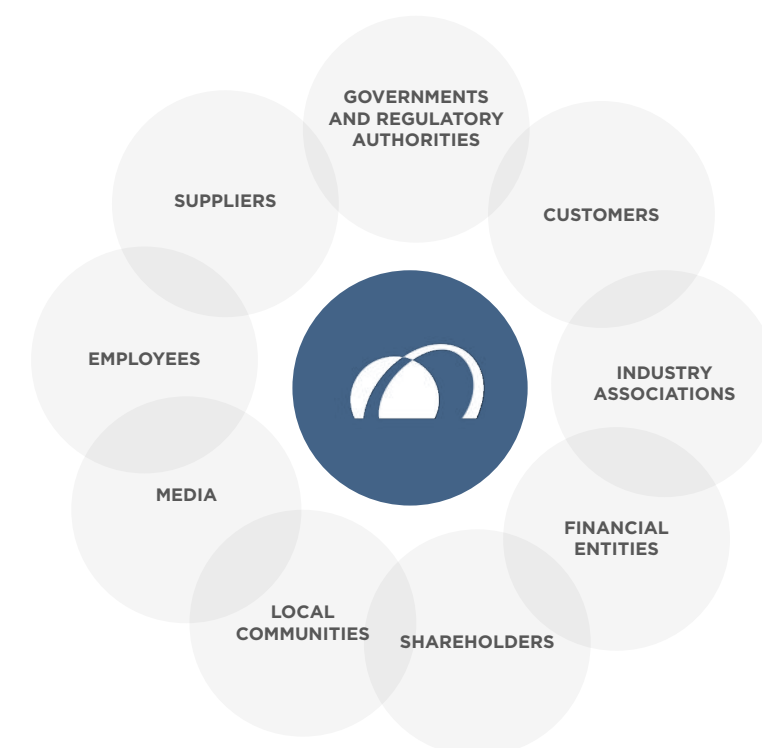 GOVERNMENTS
AND REGULATORY
AUTHORITIES
SUPPLIERS
CUSTOMERS
EMPLOYEES
INDUSTRY
ASSOCIATIONS
MEDIA
FINANCIAL
ENTITIES
LOCAL
COMMUNITIES
SHAREHOLDERS